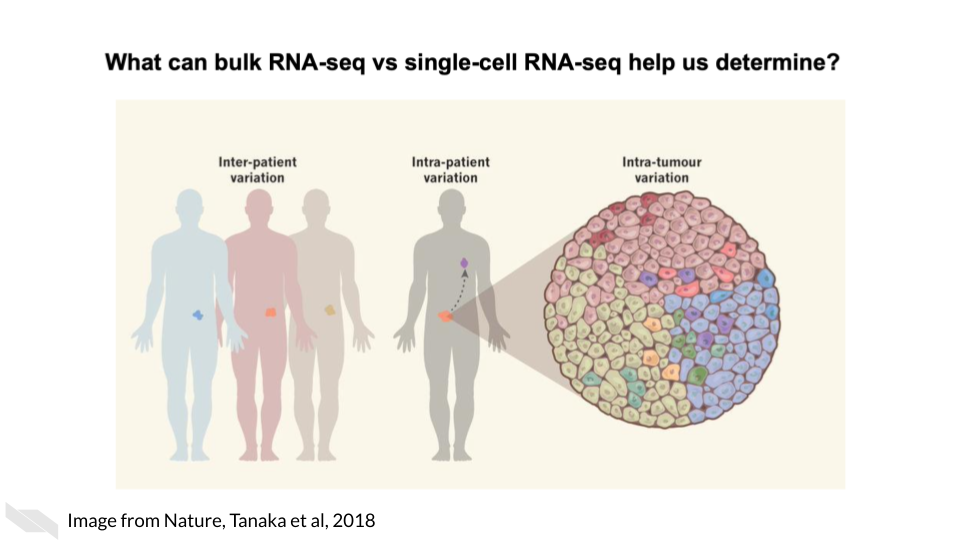 What can bulk RNA-seq vs single-cell RNA-seq help us determine?
Inter-patient
variation
Intra-patient
variation
Intra-tumour
variation
Image from Nature, Tanaka et al, 2018